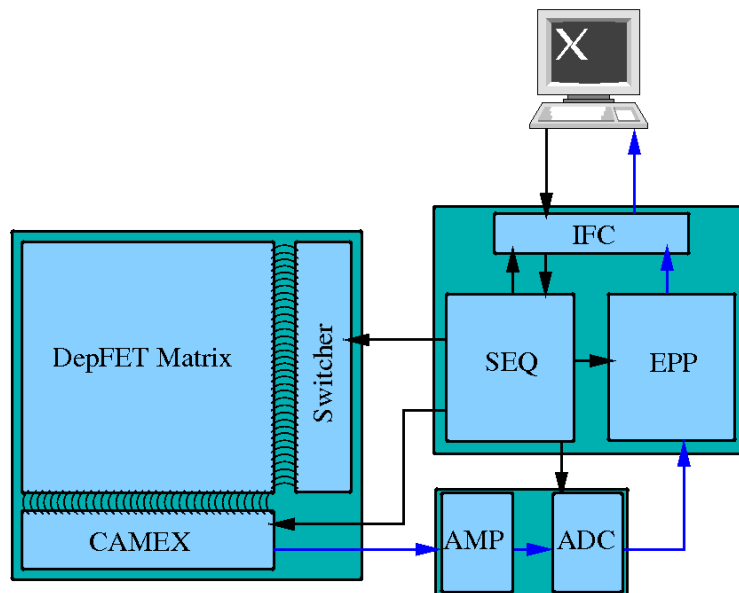 X
IFC
DepFET Matrix
Switcher
SEQ
EPP
CAMEX
AMP
ADC